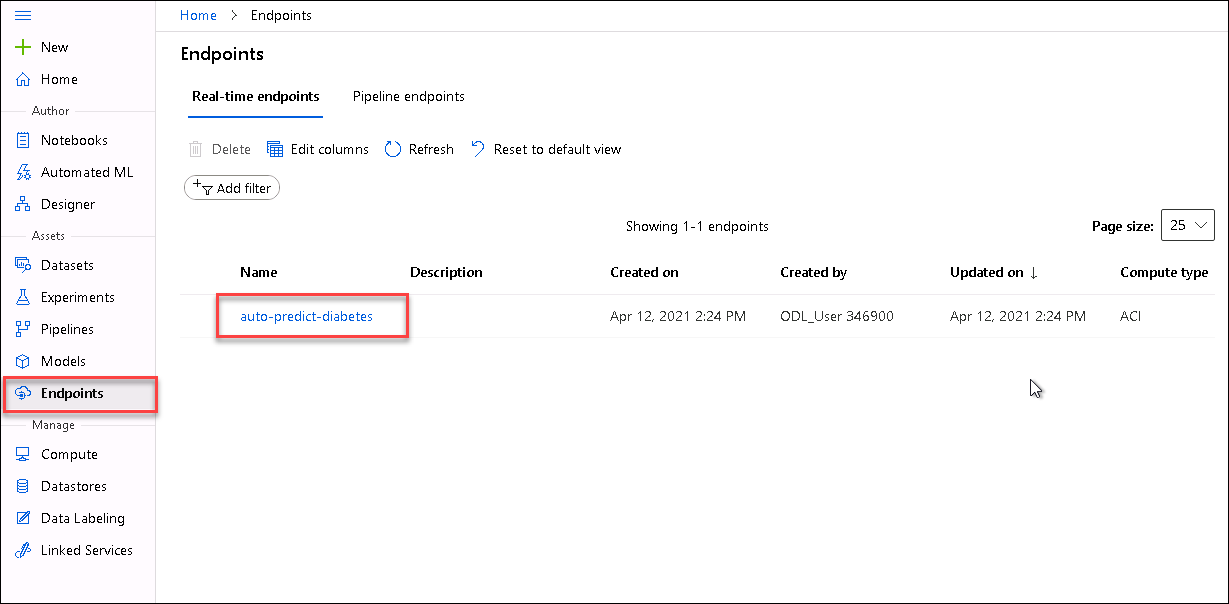 Home > Endpoints
New
Home
Author
Notebooks
Automated ML
Designer
Assets
Datasets
Experiments
Pipelines
Models
Endpoints
Manage
Compute
Datastores
Data Labeling
Linked Services
Endpoints
Real-time endpoints Pipeline endpoints
Delete Edit columns Refresh Reset to default view
Add filter
Showing 1-1 endpoints Page size: 25
Name Description Created on Created by Updated on ↓ Compute type
auto-predict-diabetes Apr 12, 2021 2:24 PM ODL_User 346900 Apr 12, 2021 2:24 PM ACI